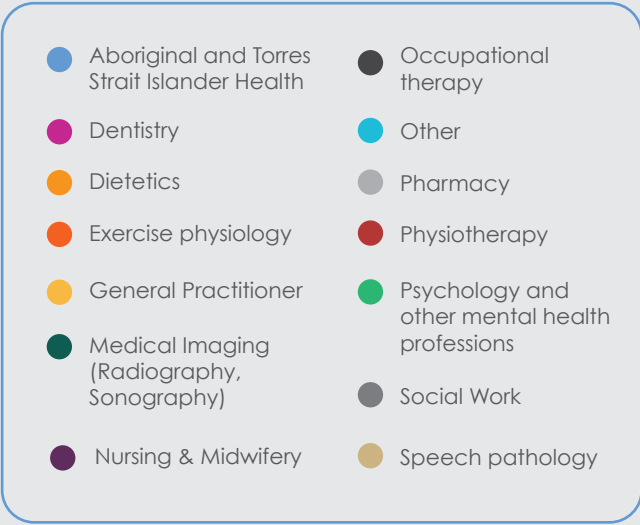 Aboriginal and Torres
Strait Islander Health
Dentistry
Dietetics
Exercise physiology
General Practitioner
Medical Imaging
(Radiography,
Sonography)
Nursing & Midwifery
Occupational
therapy
Other
Pharmacy
Physiotherapy
Psychology and
other mental health
professions
Social Work
Speech pathology